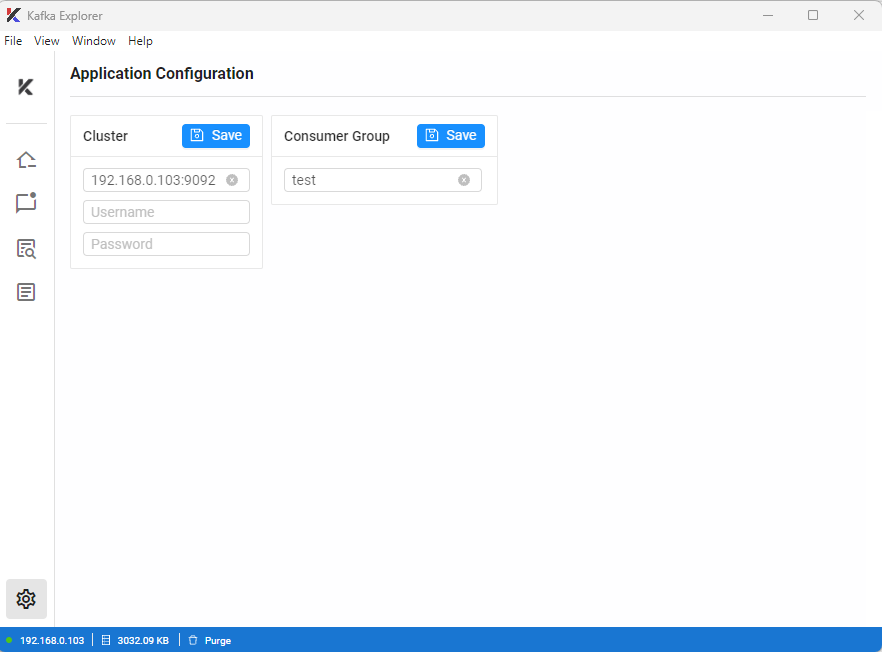 Kafka Explorer
File View Window Help
Application Configuration
Cluster
Save
192.168.0.103:9092
Username
Password
Consumer Group
Save
test
192.168.0.103
3032.09 KB
Purge